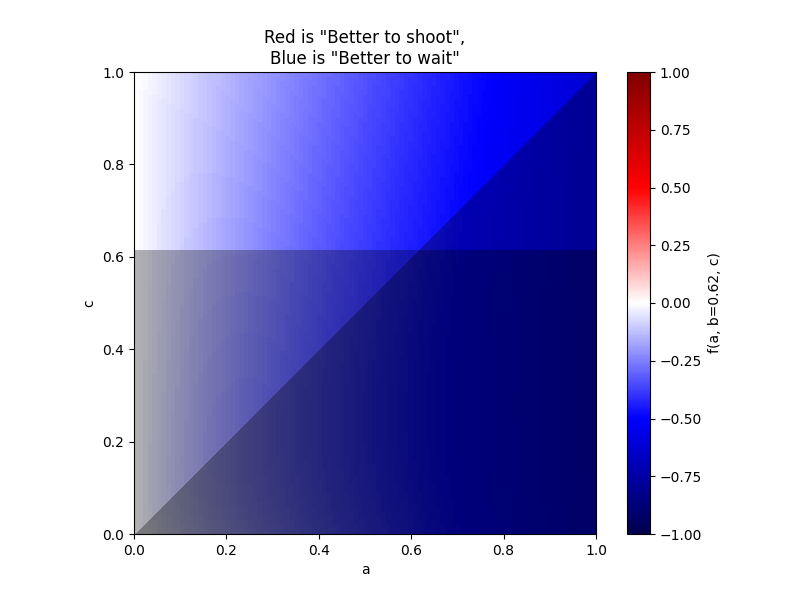 Red is "Better to shoot",
Blue is "Better to wait"
1.0
0.8
0.6
0.4
0.2
0.0
c
0.0 0.2 0.4 0.6 0.8 1.0
a
1.00
0.75
0.50
0.25
0.00
−0.25
−0.50
−0.75
−1.00
f(a, b=0.62, c)